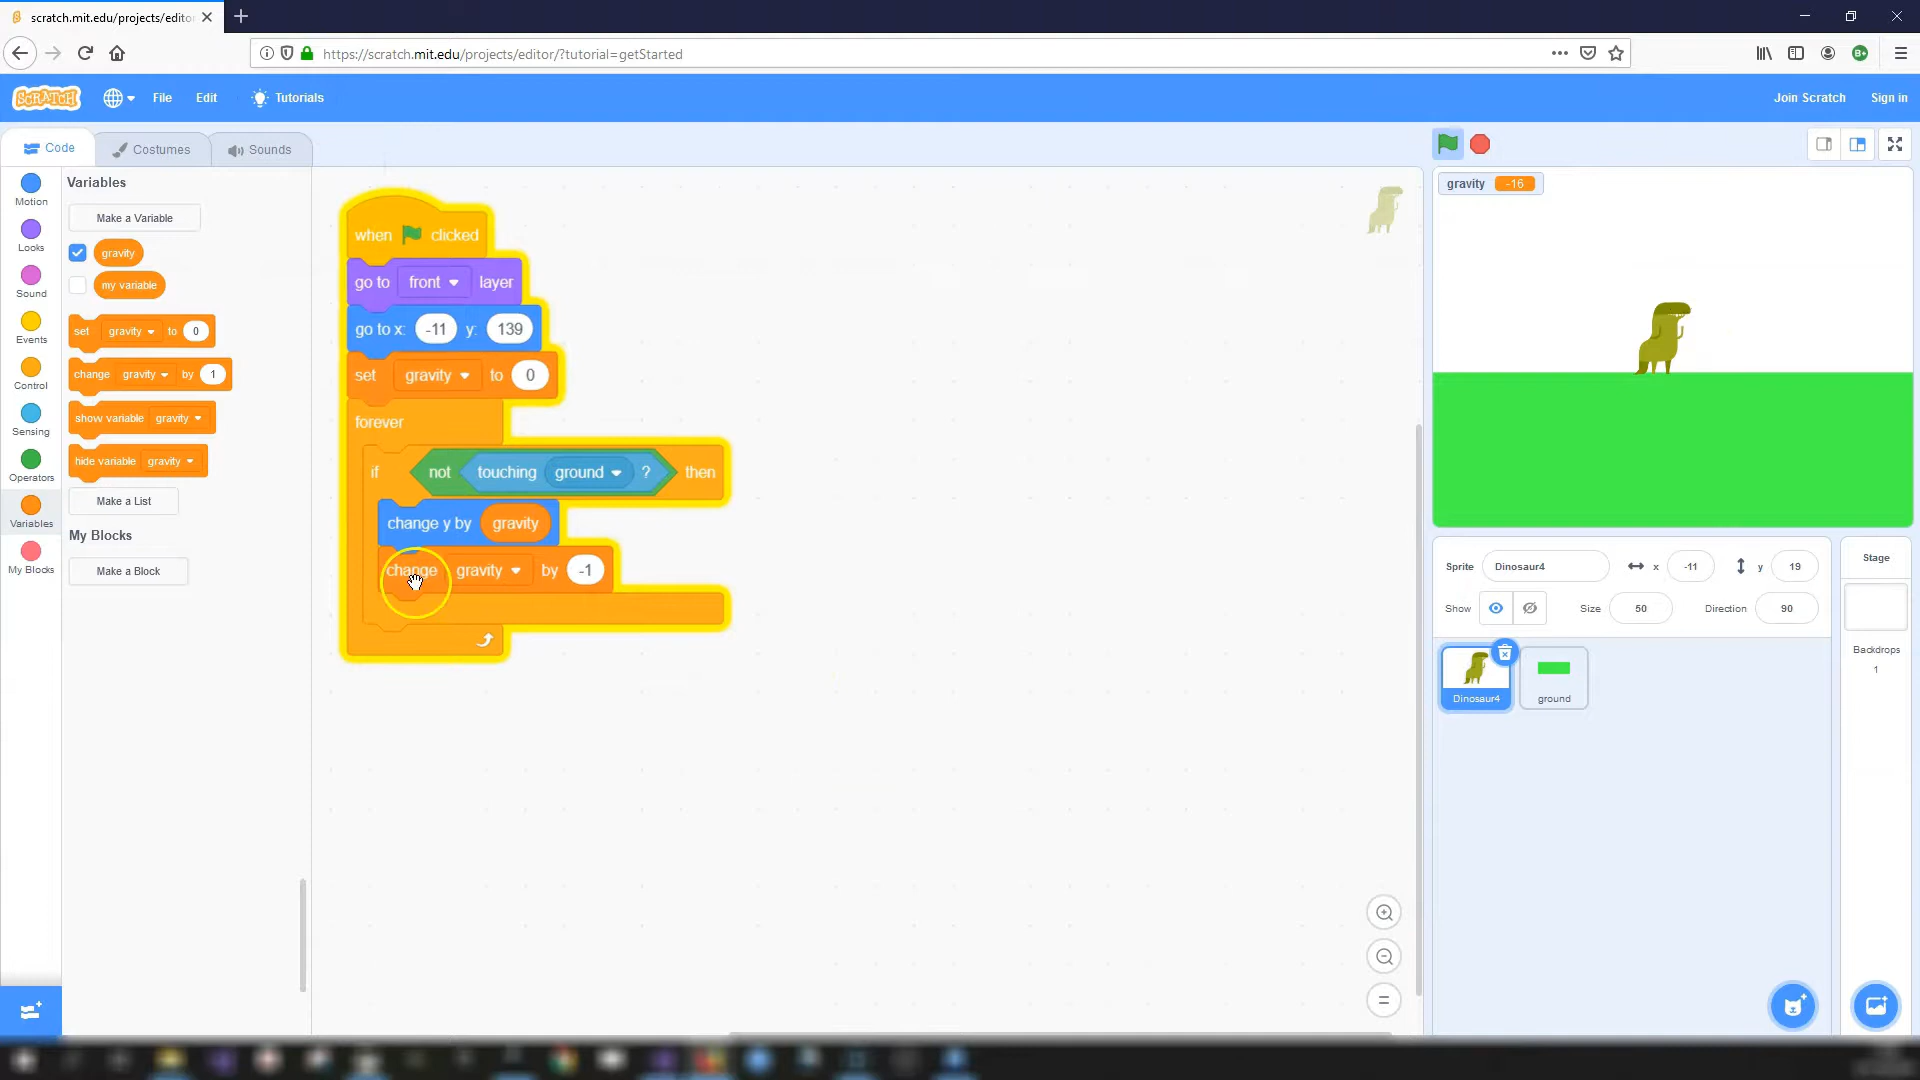 scratch.mit.edu/projects/edito
https://scratch.mit.edu/projects/editor/?tutorial=getStarted
B+
SCRATCH
File
Edit
Tutorials
Join Scratch
Sign in
Code
Costumes
Sounds
Motion
Looks
Sound
Events
Control
Sensing
Operators
Variables
My Blocks
Variables
Make a Variable
gravity
my variable
set gravity to 0
change gravity by 1
show variable gravity
hide variable gravity
Make a List
My Blocks
Make a Block
when clicked
go to front layer
go to x: -11 y: 139
set gravity to 0
forever
if not touching ground ? then
change y by gravity
change gravity by -1
gravity -16
Sprite Dinosaur4 x -11 y 19
Show Size 50 Direction 90
Dinosaur4
ground
Stage
Backdrops
1